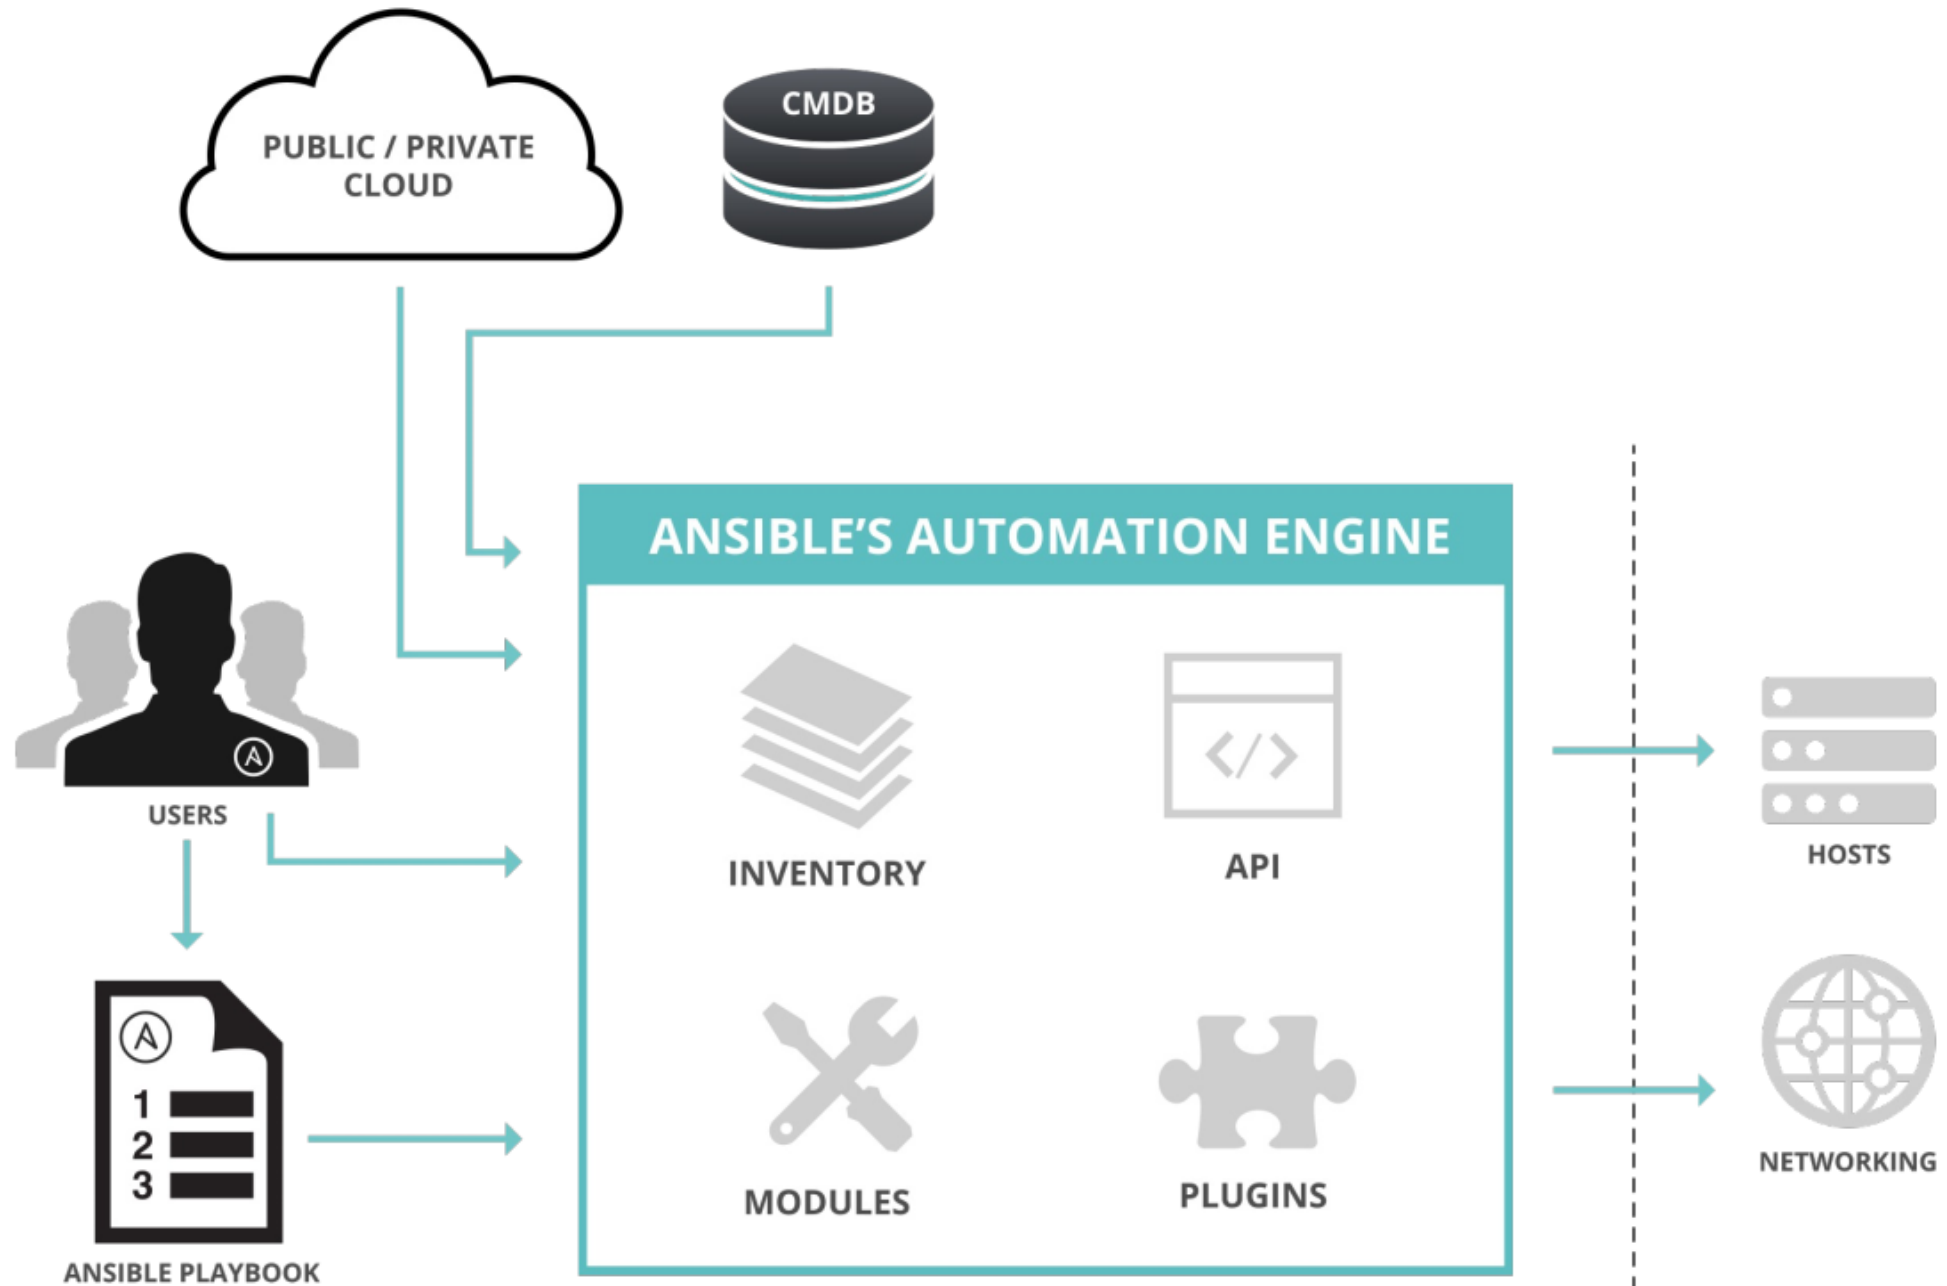 PUBLIC / PRIVATE
CLOUD
CMDB
ANSIBLE'S AUTOMATION ENGINE
USERS
INVENTORY
API
HOSTS
1
2
3
MODULES
PLUGINS
NETWORKING
ANSIBLE PLAYBOOK